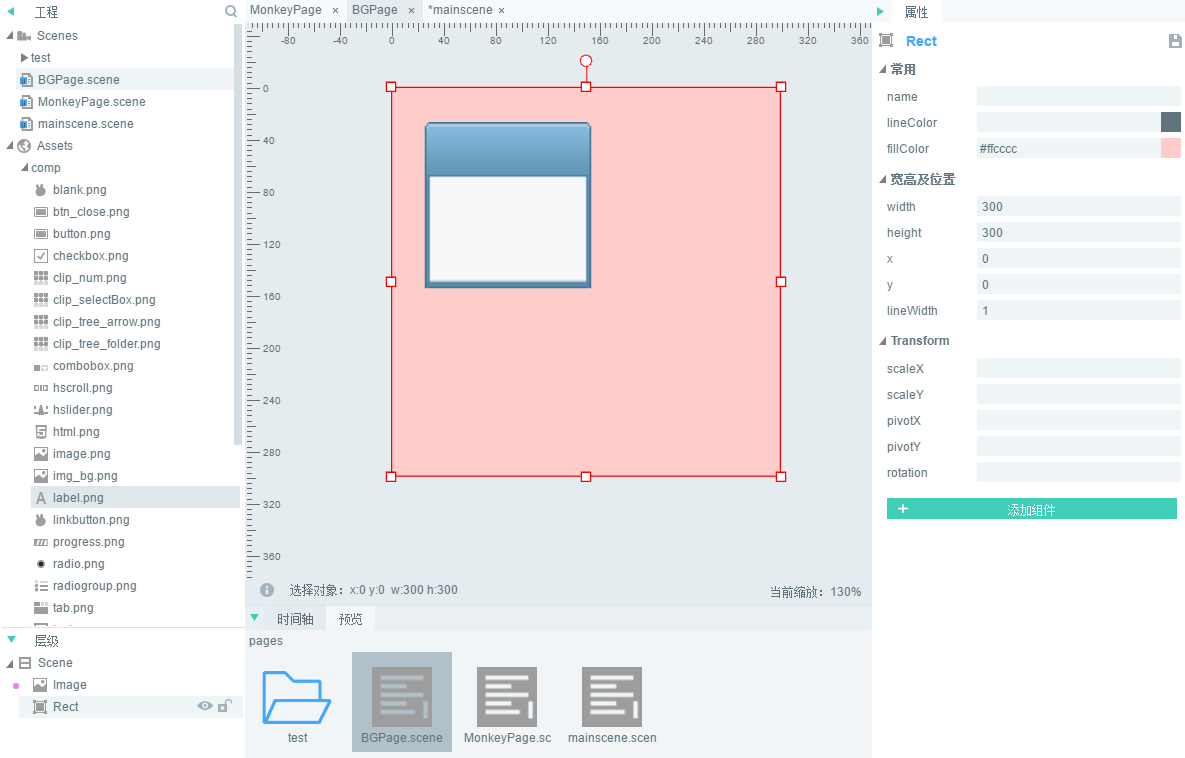 工程
Scenes
test
BGPage.scene
MonkeyPage.scene
mainscene.scene
Assets
comp
blank.png
btn_close.png
button.png
checkbox.png
clip_num.png
clip_selectBox.png
clip_tree_arrow.png
clip_tree_folder.png
combobox.png
hscroll.png
hslider.png
html.png
image.png
img_bg.png
label.png
linkbutton.png
progress.png
radio.png
radiogroup.png
tab.png
层级
Scene
Image
Rect
MonkeyPage × BGPage × *mainscene ×
-80 -40 0 40 80 120 160 200 240 280 320 360
0
40
80
120
160
200
240
280
320
360
选择对象: x:0 y:0 w:300 h:300
当前缩放: 130%
时间轴 预览
pages
test BGPage.scene MonkeyPage.sc mainscene.scen
属性
Rect
常用
name
lineColor
fillColor #ffcccc
宽高及位置
width 300
height 300
x 0
y 0
lineWidth 1
Transform
scaleX
scaleY
pivotX
pivotY
rotation
+ 添加组件